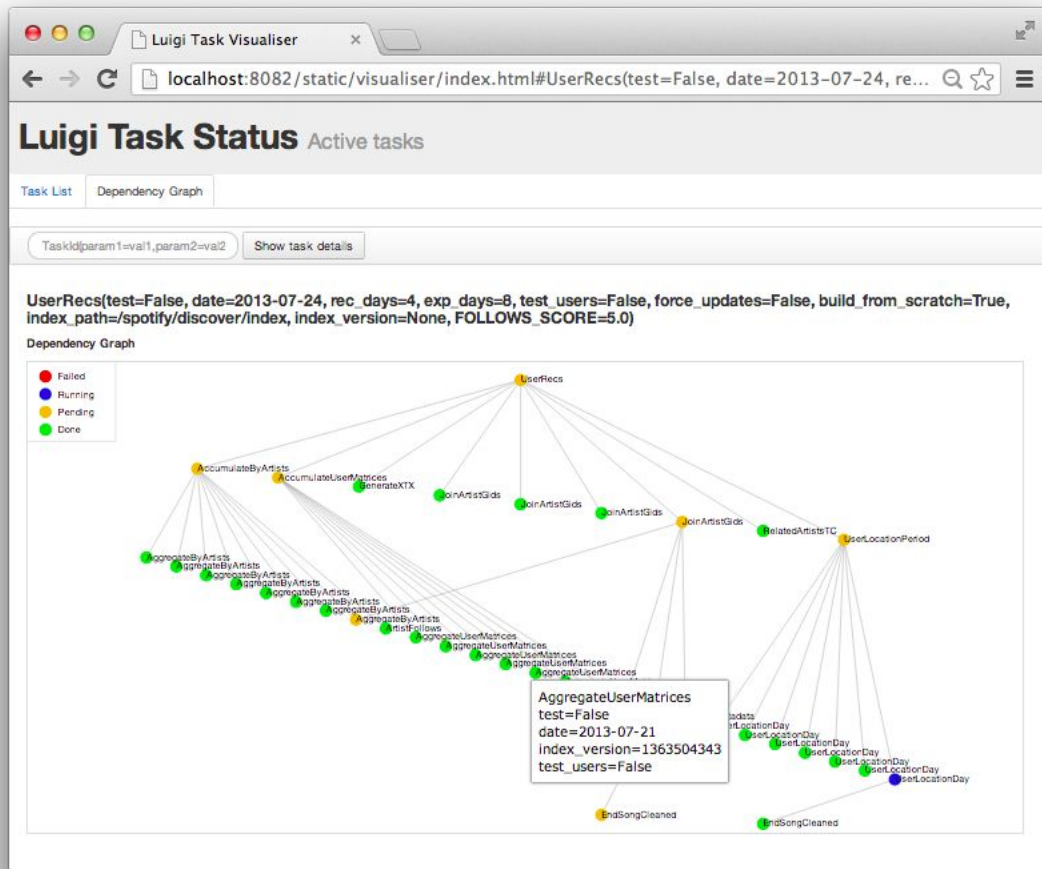 Luigi Task Visualiser
localhost:8082/static/visualiser/index.html#UserRecs(test=False, date=2013-07-24, re...
Luigi Task Status Active tasks
Task List
Dependency Graph
TaskId(param1=val1,param2=val2
Show task details
UserRecs(test=False, date=2013-07-24, rec_days=4, exp_days=8, test_users=False, force_updates=False, build_from_scratch=True,
index_path=/spotify/discover/index, index_version=None, FOLLOWS_SCORE=5.0)
Dependency Graph
Failed
Running
Pending
Done
UserRecs
AccumulateByArtists
AccumulateUserMatrices
GenerateXTX
JoinArtistGids
JoinArtistGids
JoinArtistGids
JoinArtistGids
RelatedArtistsTC
UserLocationPeriod
AggregateByArtists
AggregateByArtists
AggregateByArtists
AggregateByArtists
AggregateByArtists
AggregateByArtists
AggregateByArtists
AggregateByArtists
ArtistFollows
AggregateUserMatrices
AggregateUserMatrices
AggregateUserMatrices
AggregateUserMatrices
AggregateUserMatrices
AggregateUserMatrices
test=False
date=2013-07-21
index_version=1363504343
test_users=False
UserLocationDay
UserLocationDay
UserLocationDay
UserLocationDay
UserLocationDay
UserLocationDay
EndSongCleaned
EndSongCleaned